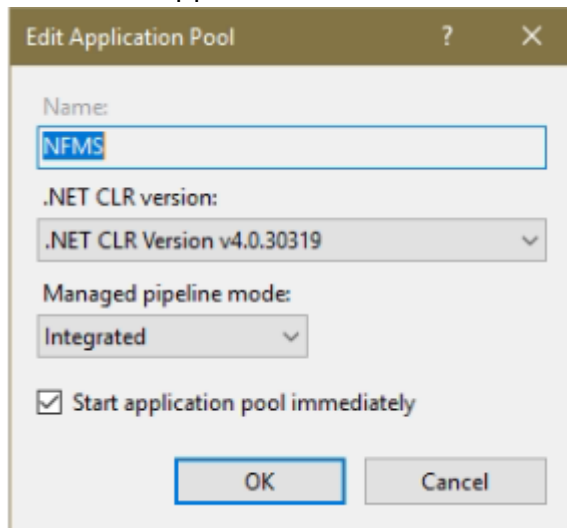 Edit Application Pool
Name:
NFMS
.NET CLR version:
.NET CLR Version v4.0.30319
Managed pipeline mode:
Integrated
Start application pool immediately
OK Cancel